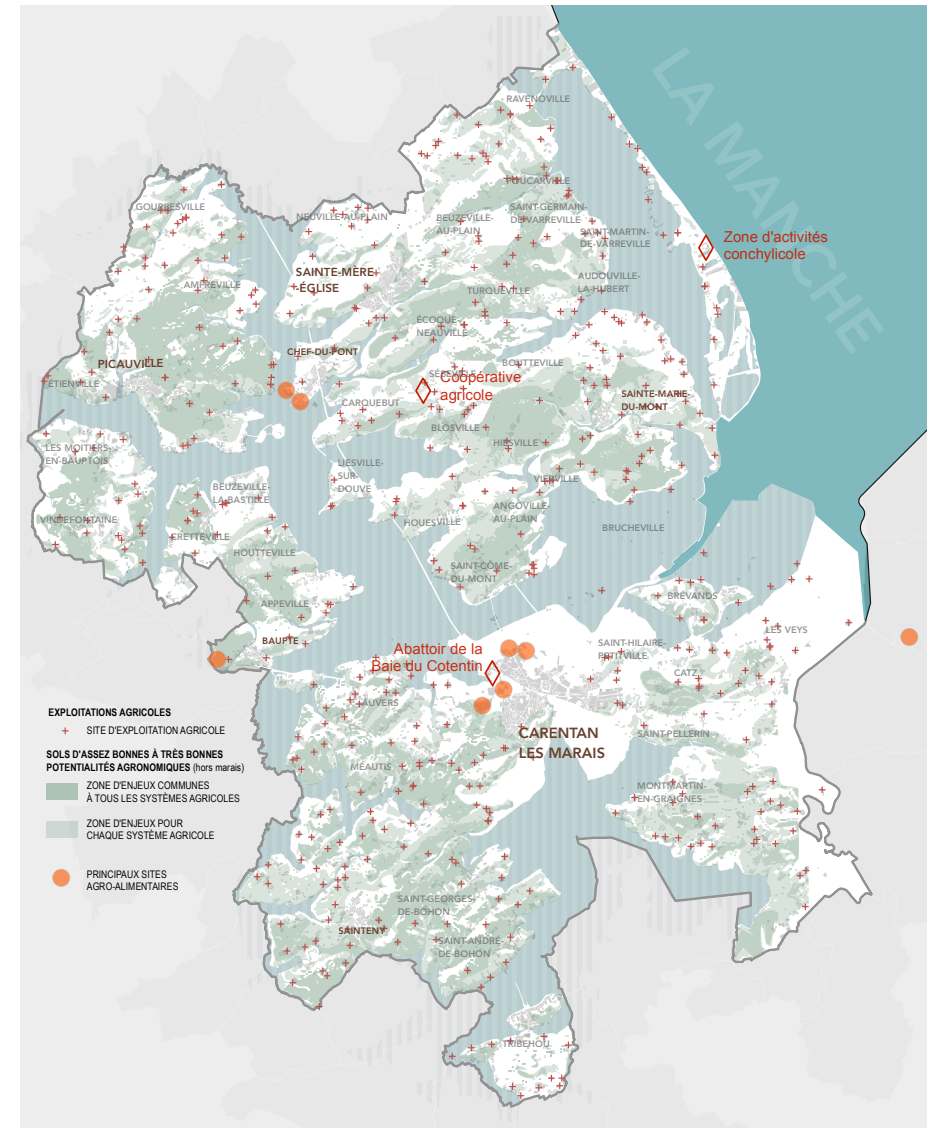 LA MANCHE
RAVENOVILLE
FOUCARVILLE
GOURBESVILLE
NEUVILLE-AU-PLAIN
BEUZEVILLE-
AU-PLAIN
SAINT-GERMAIN-
DE-VARREVILLE
SAINT-MARTIN-
DE-VARREVILLE
Zone d'activités
conchylicole
SAINTE-MÈRE-
-ÉGLISE
AMFREVILLE
TURQUEVILLE
AUDOUVILLE-
LA-HUBERT
ÉCOQUE-
NEAUVILLE
CHEF-DU-PONT
PICAUVILLE
BOUTTEVILLE
SÉBEVILLE
Coopérative
agricole
ÉTIENVILLE
CARQUEBUT
SAINTE-MARIE-
DU-MONT
BLOSVILLE
HIESVILLE
LES MOITIERS-
EN-BAUPTOIS
LIESVILLE-
SUR-
DOUVE
VIERVILLE
BEUZEVILLE-
LA-BASTILLE
ANGOVILLE-
AU-PLAIN
VINDEFONTAINE
HOUESVILLE
BRUCHEVILLE
CRETTEVILLE
HOUTTEVILLE
SAINT-CÔME-
DU-MONT
BREVANDS
APPEVILLE
LES VEYS
BAUPTE
SAINT-HILAIRE-
PETITVILLE
Abattoir de la
Baie du Cotentin
CATZ
AUVERS
CARENTAN
LES MARAIS
SAINT-PELLERIN
MÉAUTIS
MONTMARTIN-
EN-GRAIGNES
SAINT-GEORGES-
DE-BOHON
SAINTENY
SAINT-ANDRÉ-
DE-BOHON
TRIBEHOU
EXPLOITATIONS AGRICOLES
SITE D'EXPLOITATION AGRICOLE
SOLS D'ASSEZ BONNES À TRÈS BONNES
POTENTIALITÉS AGRONOMIQUES (hors marais)
ZONE D'ENJEUX COMMUNES
À TOUS LES SYSTÈMES AGRICOLES
ZONE D'ENJEUX POUR
CHAQUE SYSTÈME AGRICOLE
PRINCIPAUX SITES
AGRO-ALIMENTAIRES